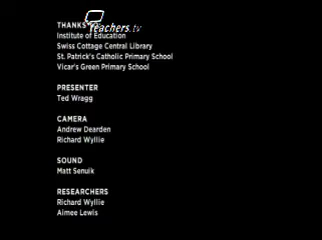 Teachers.tv
THANKS
Institute of Education
Swiss Cottage Central Library
St. Patrick's Catholic Primary School
Vicar's Green Primary School
PRESENTER
Ted Wragg
CAMERA
Andrew Dearden
Richard Wyllie
SOUND
Matt Senuik
RESEARCHERS
Richard Wyllie
Aimee Lewis